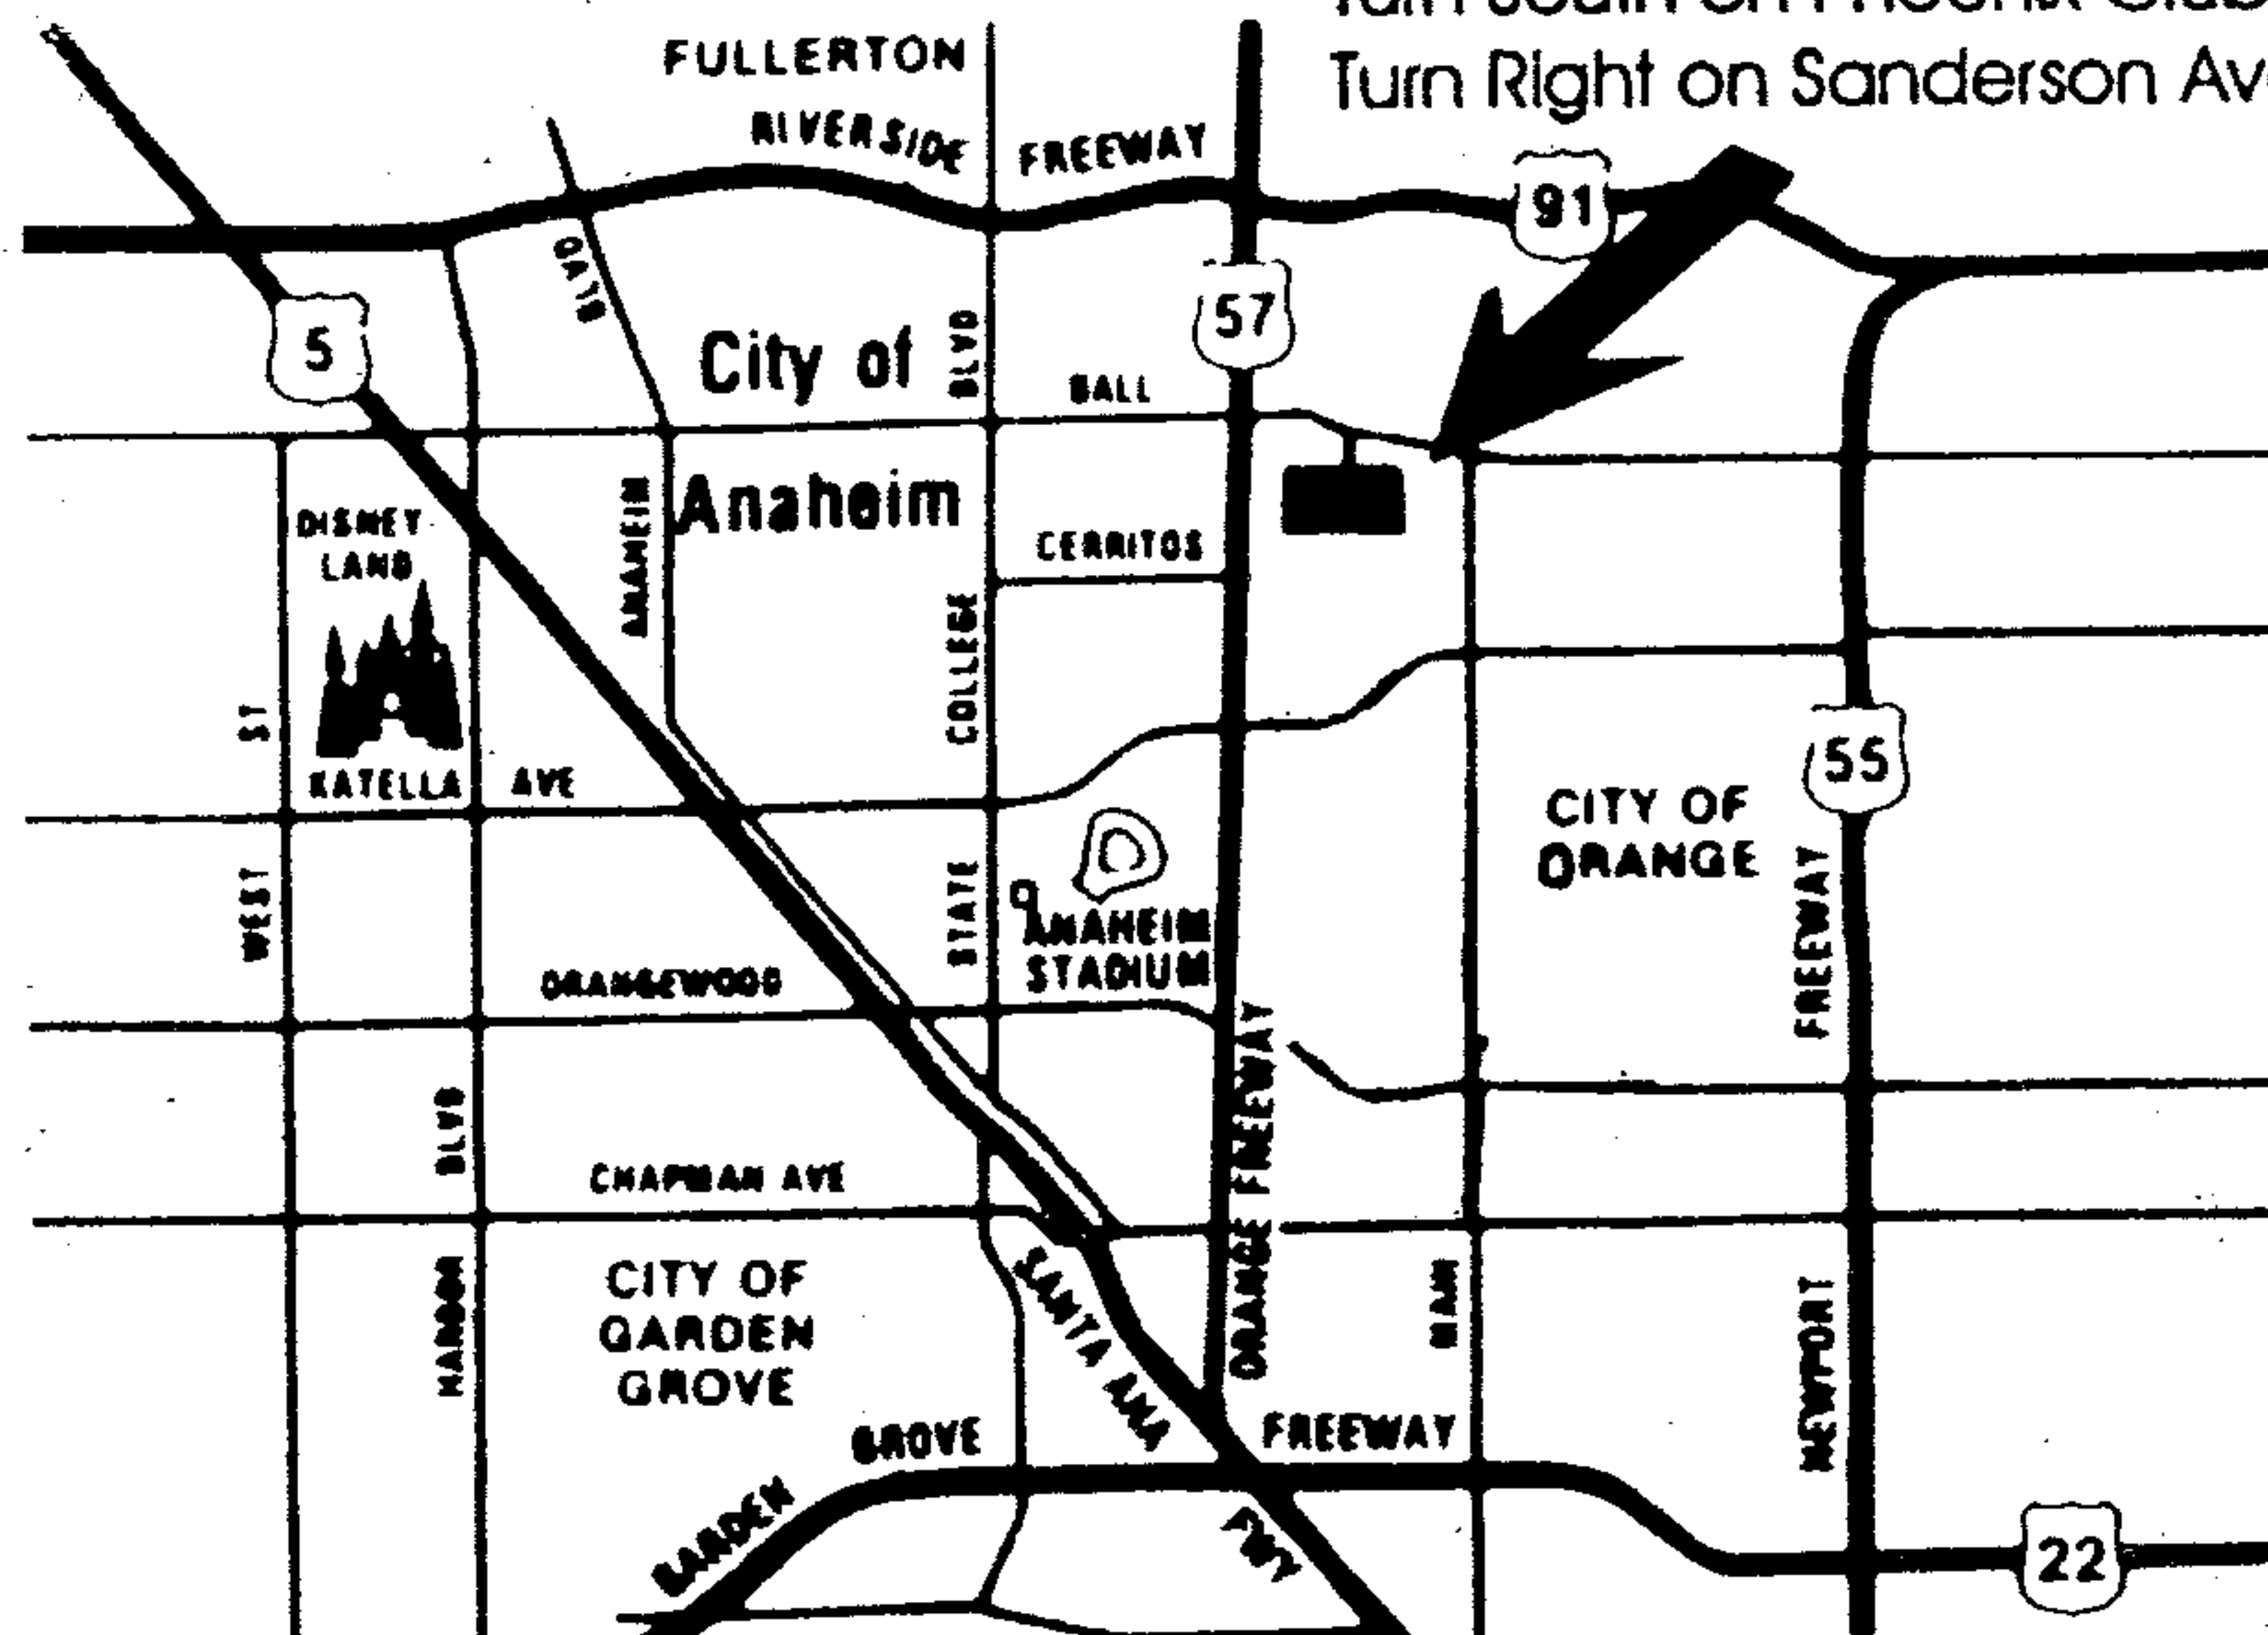 Turn Right on Sanderson Av
FULLERTON
RIVERSIDE FREEWAY
91
57
5
BLVD
City of
BLVD
BALL
Anaheim
DISNEY
LAND
ANAHEIM
CERRITOS
COLLEGE
ST
KATELLA AVE
55
CITY OF
ORANGE
WEST
STATE
ANAHEIM
STADIUM
FREEWAY
ORANGEWOOD
ORANGE FREEWAY
BLVD
CHAPMAN AVE
HARBOR
CITY OF
GARDEN
GROVE
SANTA ANA
MAIN
NEWPORT
GARDEN GROVE FREEWAY
FWY
22